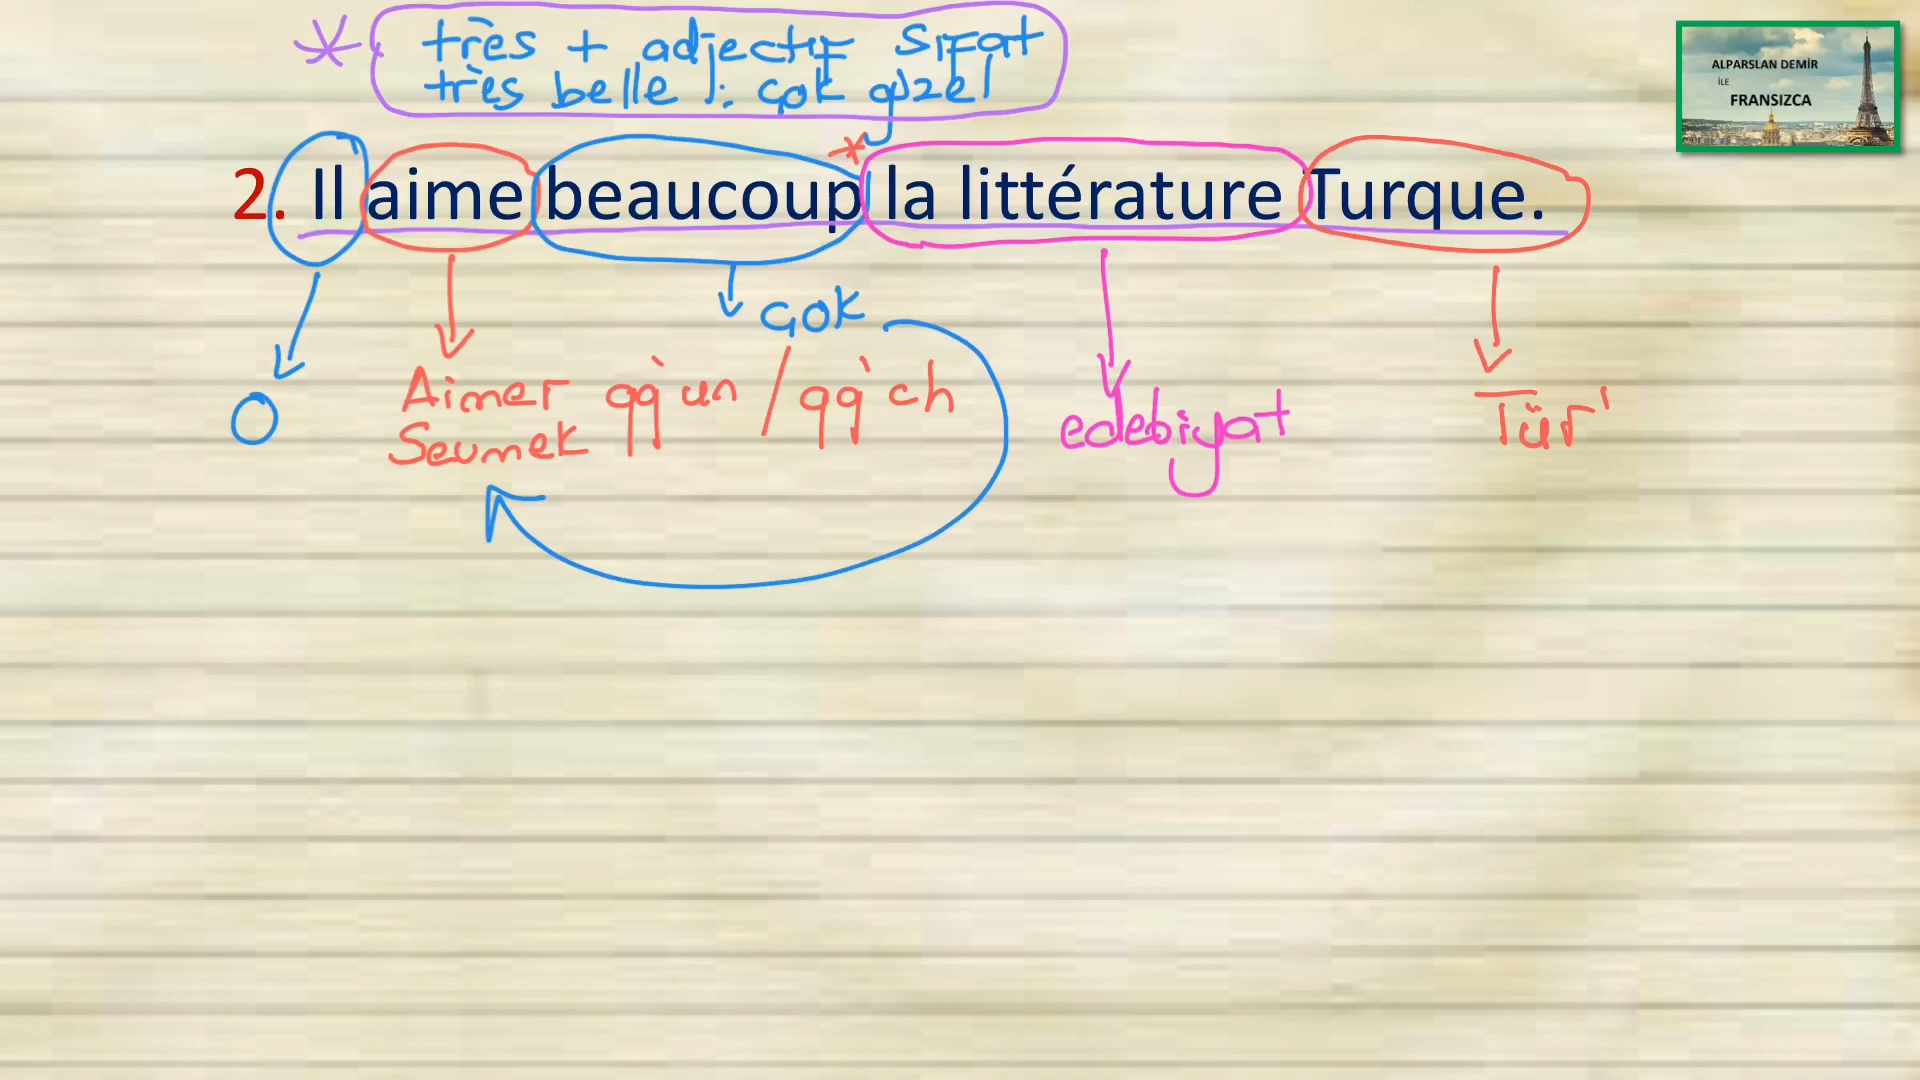 très + adjectif Sıfat
très belle : çok güzel
ALPARSLAN DEMİR
İLE
FRANSIZCA
2. Il aime beaucoup la littérature Turque.
çok
O
Aimer qq'un / qq'ch
Sevmek
edebiyat
Tür